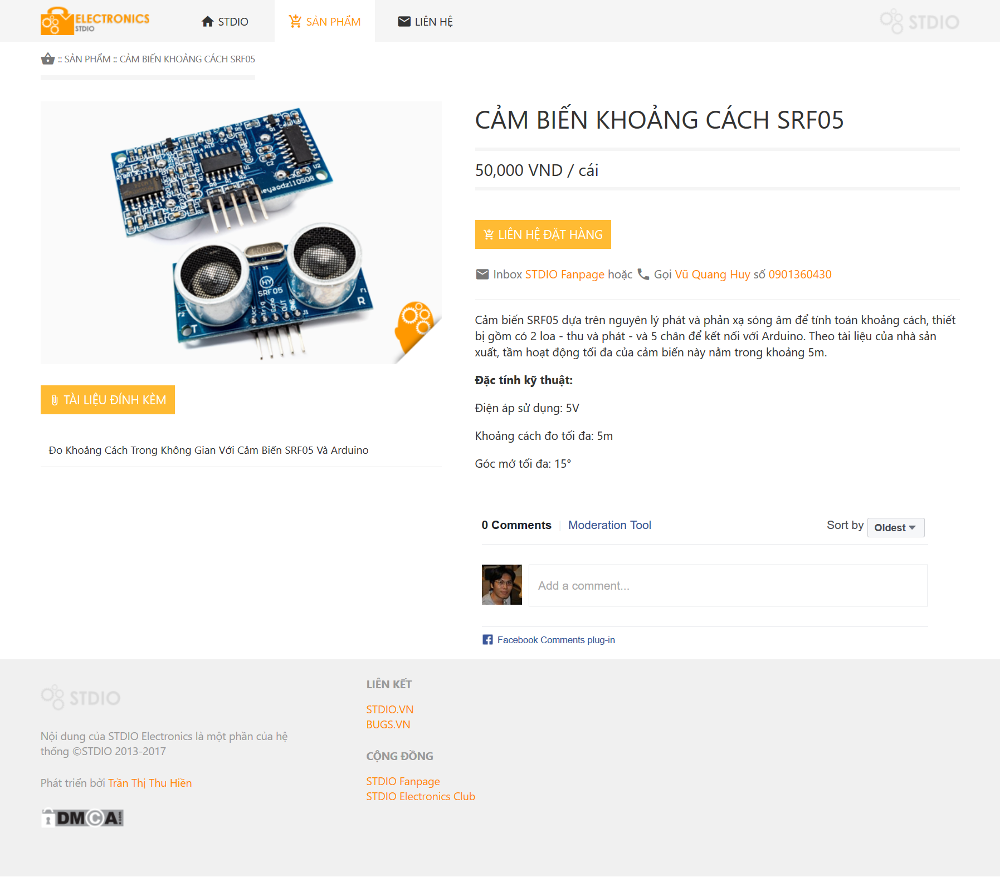 ELECTRONICS
STDIO
STDIO
SẢN PHẨM
LIÊN HỆ
STDIO
:: SẢN PHẨM :: CẢM BIẾN KHOẢNG CÁCH SRF05
CẢM BIẾN KHOẢNG CÁCH SRF05
50,000 VND / cái
LIÊN HỆ ĐẶT HÀNG
Inbox STDIO Fanpage hoặc Gọi Vũ Quang Huy số 0901360430
Cảm biến SRF05 dựa trên nguyên lý phát và phản xạ sóng âm để tính toán khoảng cách, thiết
bị gồm có 2 loa - thu và phát - và 5 chân để kết nối với Arduino. Theo tài liệu của nhà sản
xuất, tầm hoạt động tối đa của cảm biến này nằm trong khoảng 5m.
Đặc tính kỹ thuật:
Điện áp sử dụng: 5V
Khoảng cách đo tối đa: 5m
Góc mở tối đa: 15°
HY
SRF05
Vcc
Trig
Echo
OUT
J1
Y1
F1
F2
T
R
TÀI LIỆU ĐÍNH KÈM
Đo Khoảng Cách Trong Không Gian Với Cảm Biến SRF05 Và Arduino
0 Comments
Moderation Tool
Sort by
Oldest
Add a comment...
Facebook Comments plug-in
STDIO
Nội dung của STDIO Electronics là một phần của hệ
thống ©STDIO 2013-2017
Phát triển bởi Trần Thị Thu Hiền
DMCA
LIÊN KẾT
STDIO.VN
BUGS.VN
CỘNG ĐỒNG
STDIO Fanpage
STDIO Electronics Club